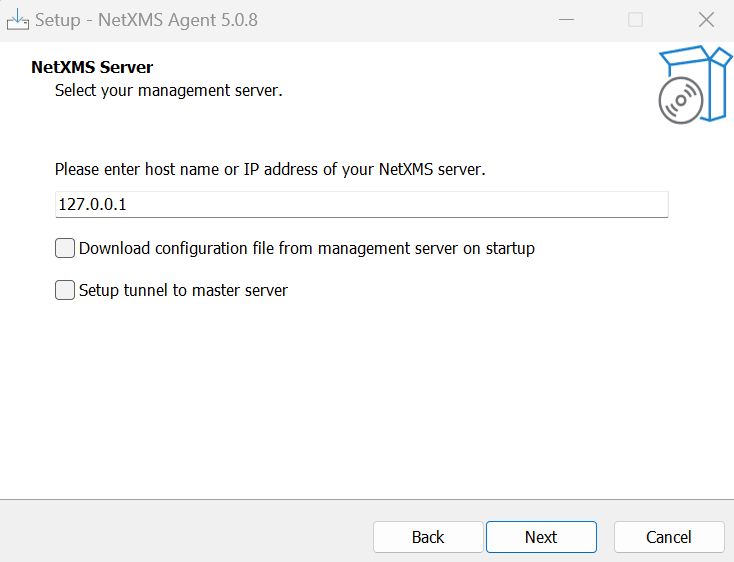 Setup - NetXMS Agent 5.0.8
NetXMS Server
Select your management server.
Please enter host name or IP address of your NetXMS server.
127.0.0.1
Download configuration file from management server on startup
Setup tunnel to master server
Back Next Cancel